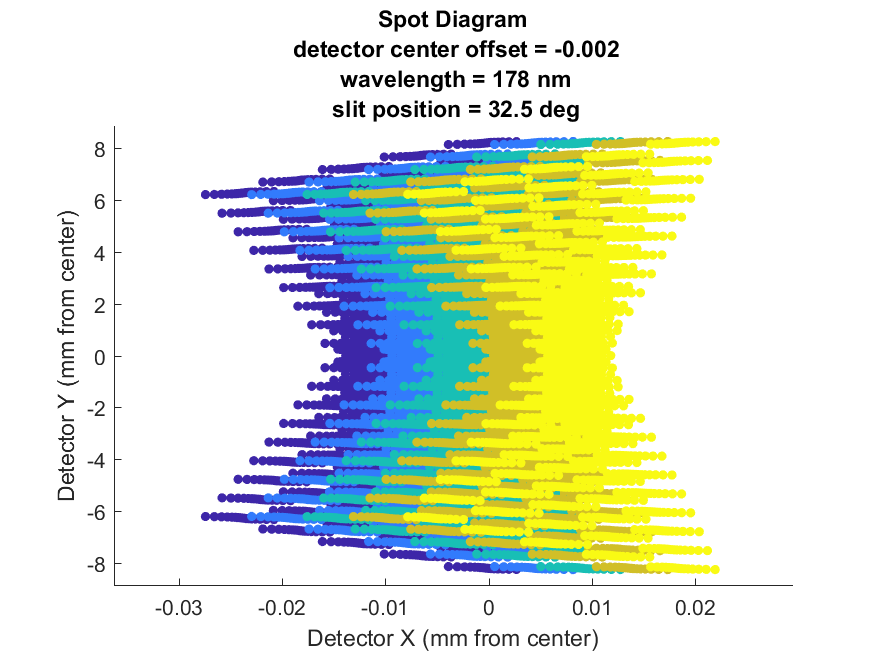 Spot Diagram
detector center offset = -0.002
wavelength = 178 nm
slit position = 32.5 deg
Detector Y (mm from center)
8
6
4
2
0
-2
-4
-6
-8
-0.03 -0.02 -0.01 0 0.01 0.02
Detector X (mm from center)